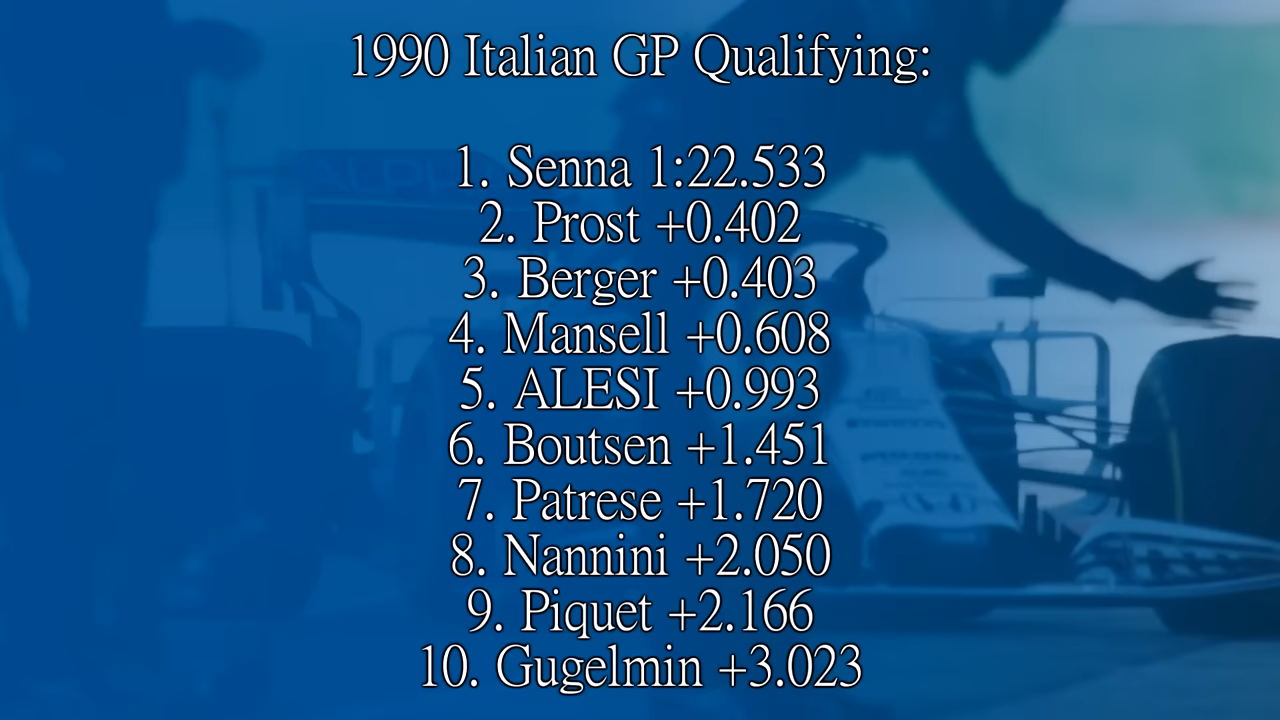 1990 Italian GP Qualifying:
1. Senna 1:22.533
2. Prost +0.402
3. Berger +0.403
4. Mansell +0.608
5. ALESI +0.993
6. Boutsen +1.451
7. Patrese +1.720
8. Nannini +2.050
9. Piquet +2.166
10. Gugelmin +3.023